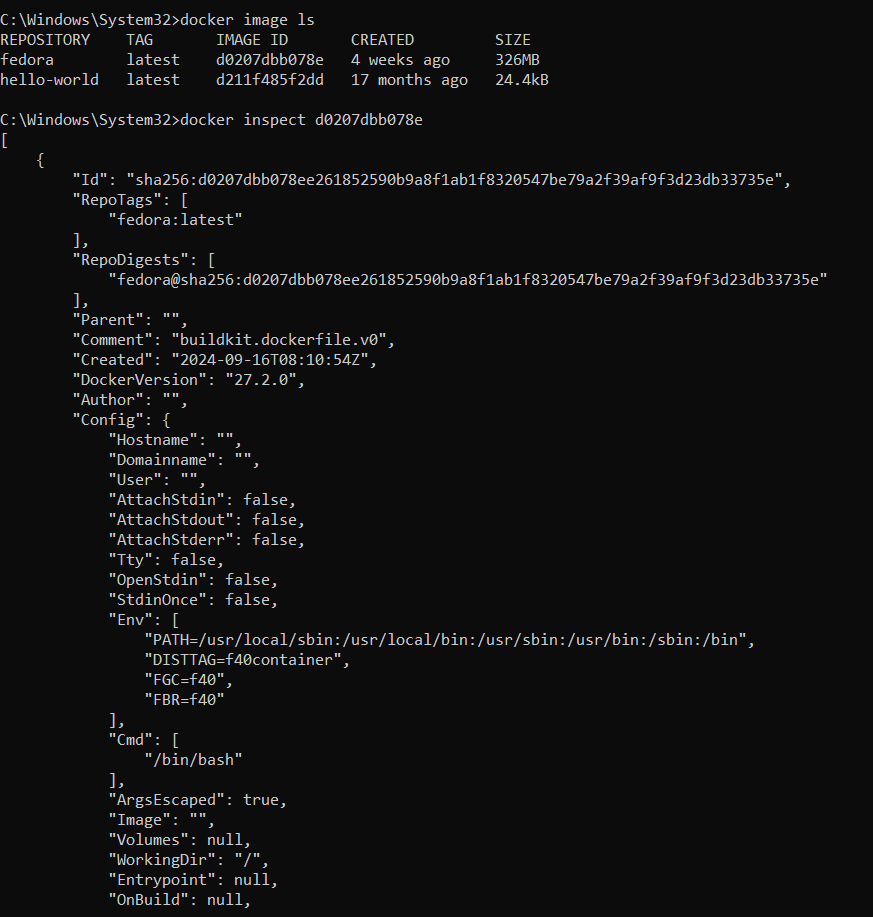 C:\Windows\System32>docker image ls
REPOSITORY    TAG       IMAGE ID       CREATED         SIZE
fedora        latest    d0207dbb078e   4 weeks ago     326MB
hello-world   latest    d211f485f2dd   17 months ago   24.4kB
C:\Windows\System32>docker inspect d0207dbb078e
[
    {
        "Id": "sha256:d0207dbb078ee261852590b9a8f1ab1f8320547be79a2f39af9f3d23db33735e",
        "RepoTags": [
            "fedora:latest"
        ],
        "RepoDigests": [
            "fedora@sha256:d0207dbb078ee261852590b9a8f1ab1f8320547be79a2f39af9f3d23db33735e"
        ],
        "Parent": "",
        "Comment": "buildkit.dockerfile.v0",
        "Created": "2024-09-16T08:10:54Z",
        "DockerVersion": "27.2.0",
        "Author": "",
        "Config": {
            "Hostname": "",
            "Domainname": "",
            "User": "",
            "AttachStdin": false,
            "AttachStdout": false,
            "AttachStderr": false,
            "Tty": false,
            "OpenStdin": false,
            "StdinOnce": false,
            "Env": [
                "PATH=/usr/local/sbin:/usr/local/bin:/usr/sbin:/usr/bin:/sbin:/bin",
                "DISTTAG=f40container",
                "FGC=f40",
                "FBR=f40"
            ],
            "Cmd": [
                "/bin/bash"
            ],
            "ArgsEscaped": true,
            "Image": "",
            "Volumes": null,
            "WorkingDir": "/",
            "Entrypoint": null,
            "OnBuild": null,